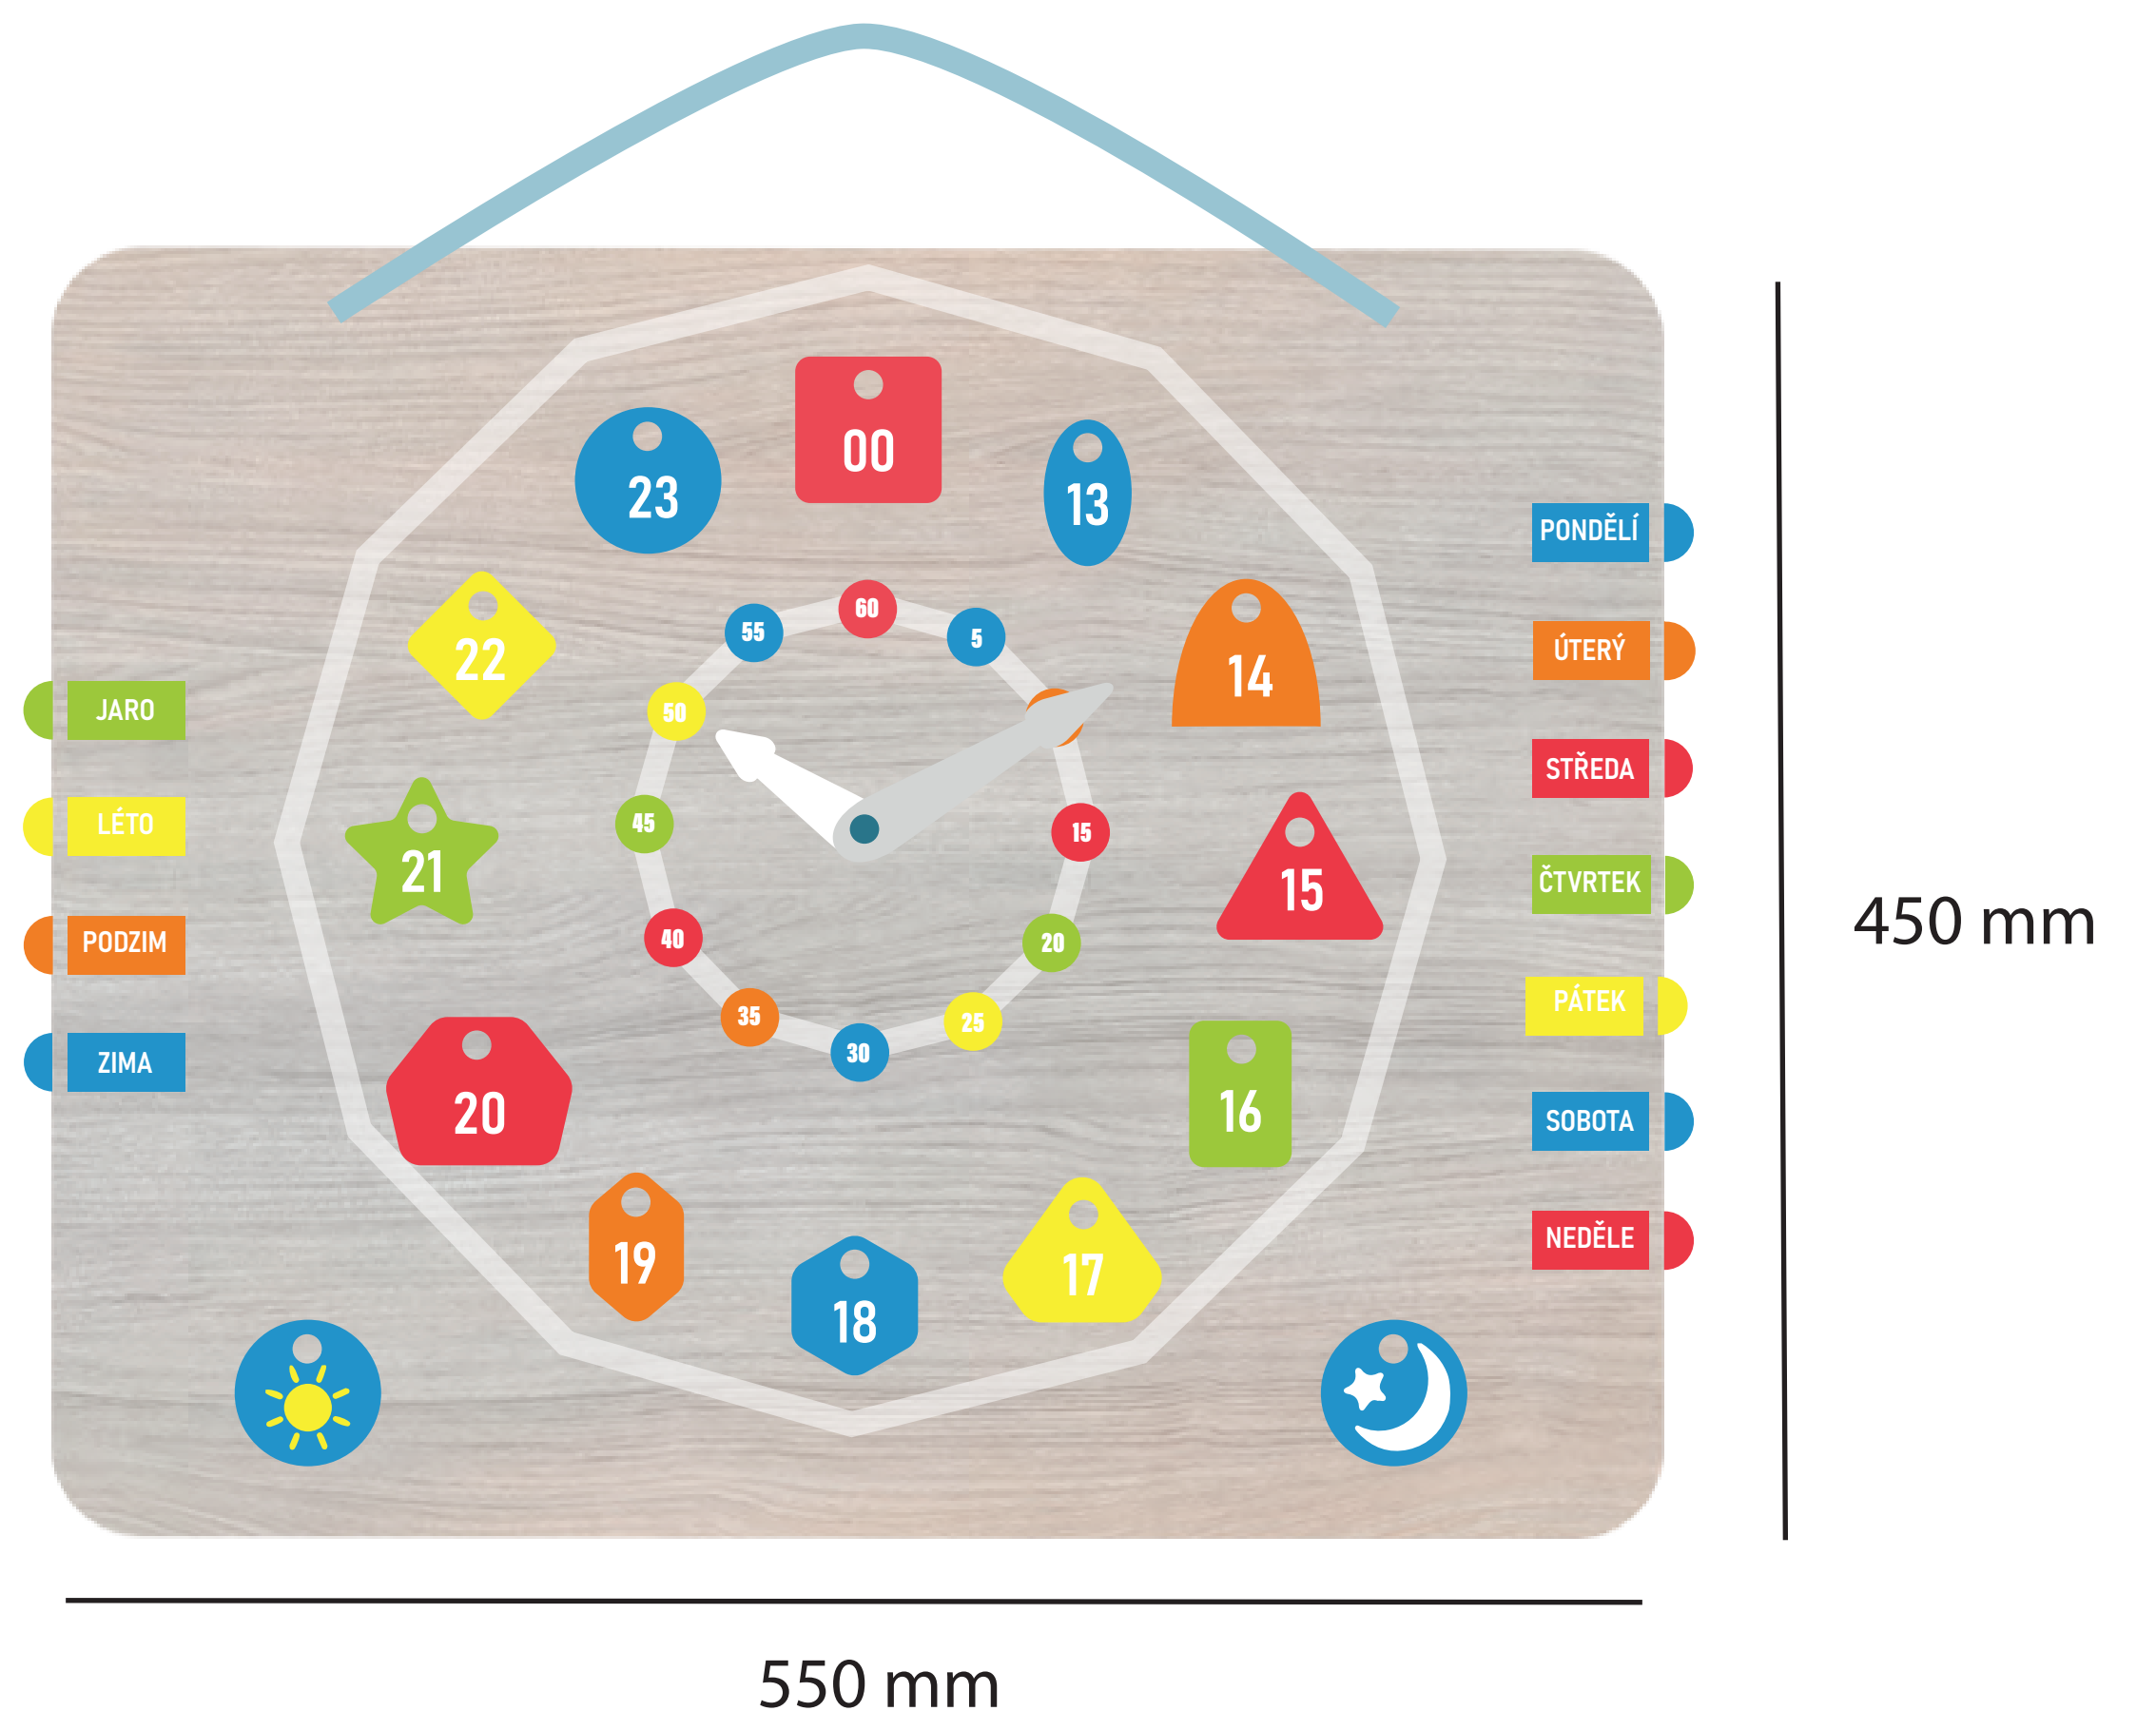 00
23
13
22
14
21
15
20
16
19
17
18
60
55
5
50
45
15
40
20
35
25
30
JARO
LÉTO
PODZIM
ZIMA
PONDĚLÍ
ÚTERÝ
STŘEDA
ČTVRTEK
PÁTEK
SOBOTA
NEDĚLE
450 mm
550 mm